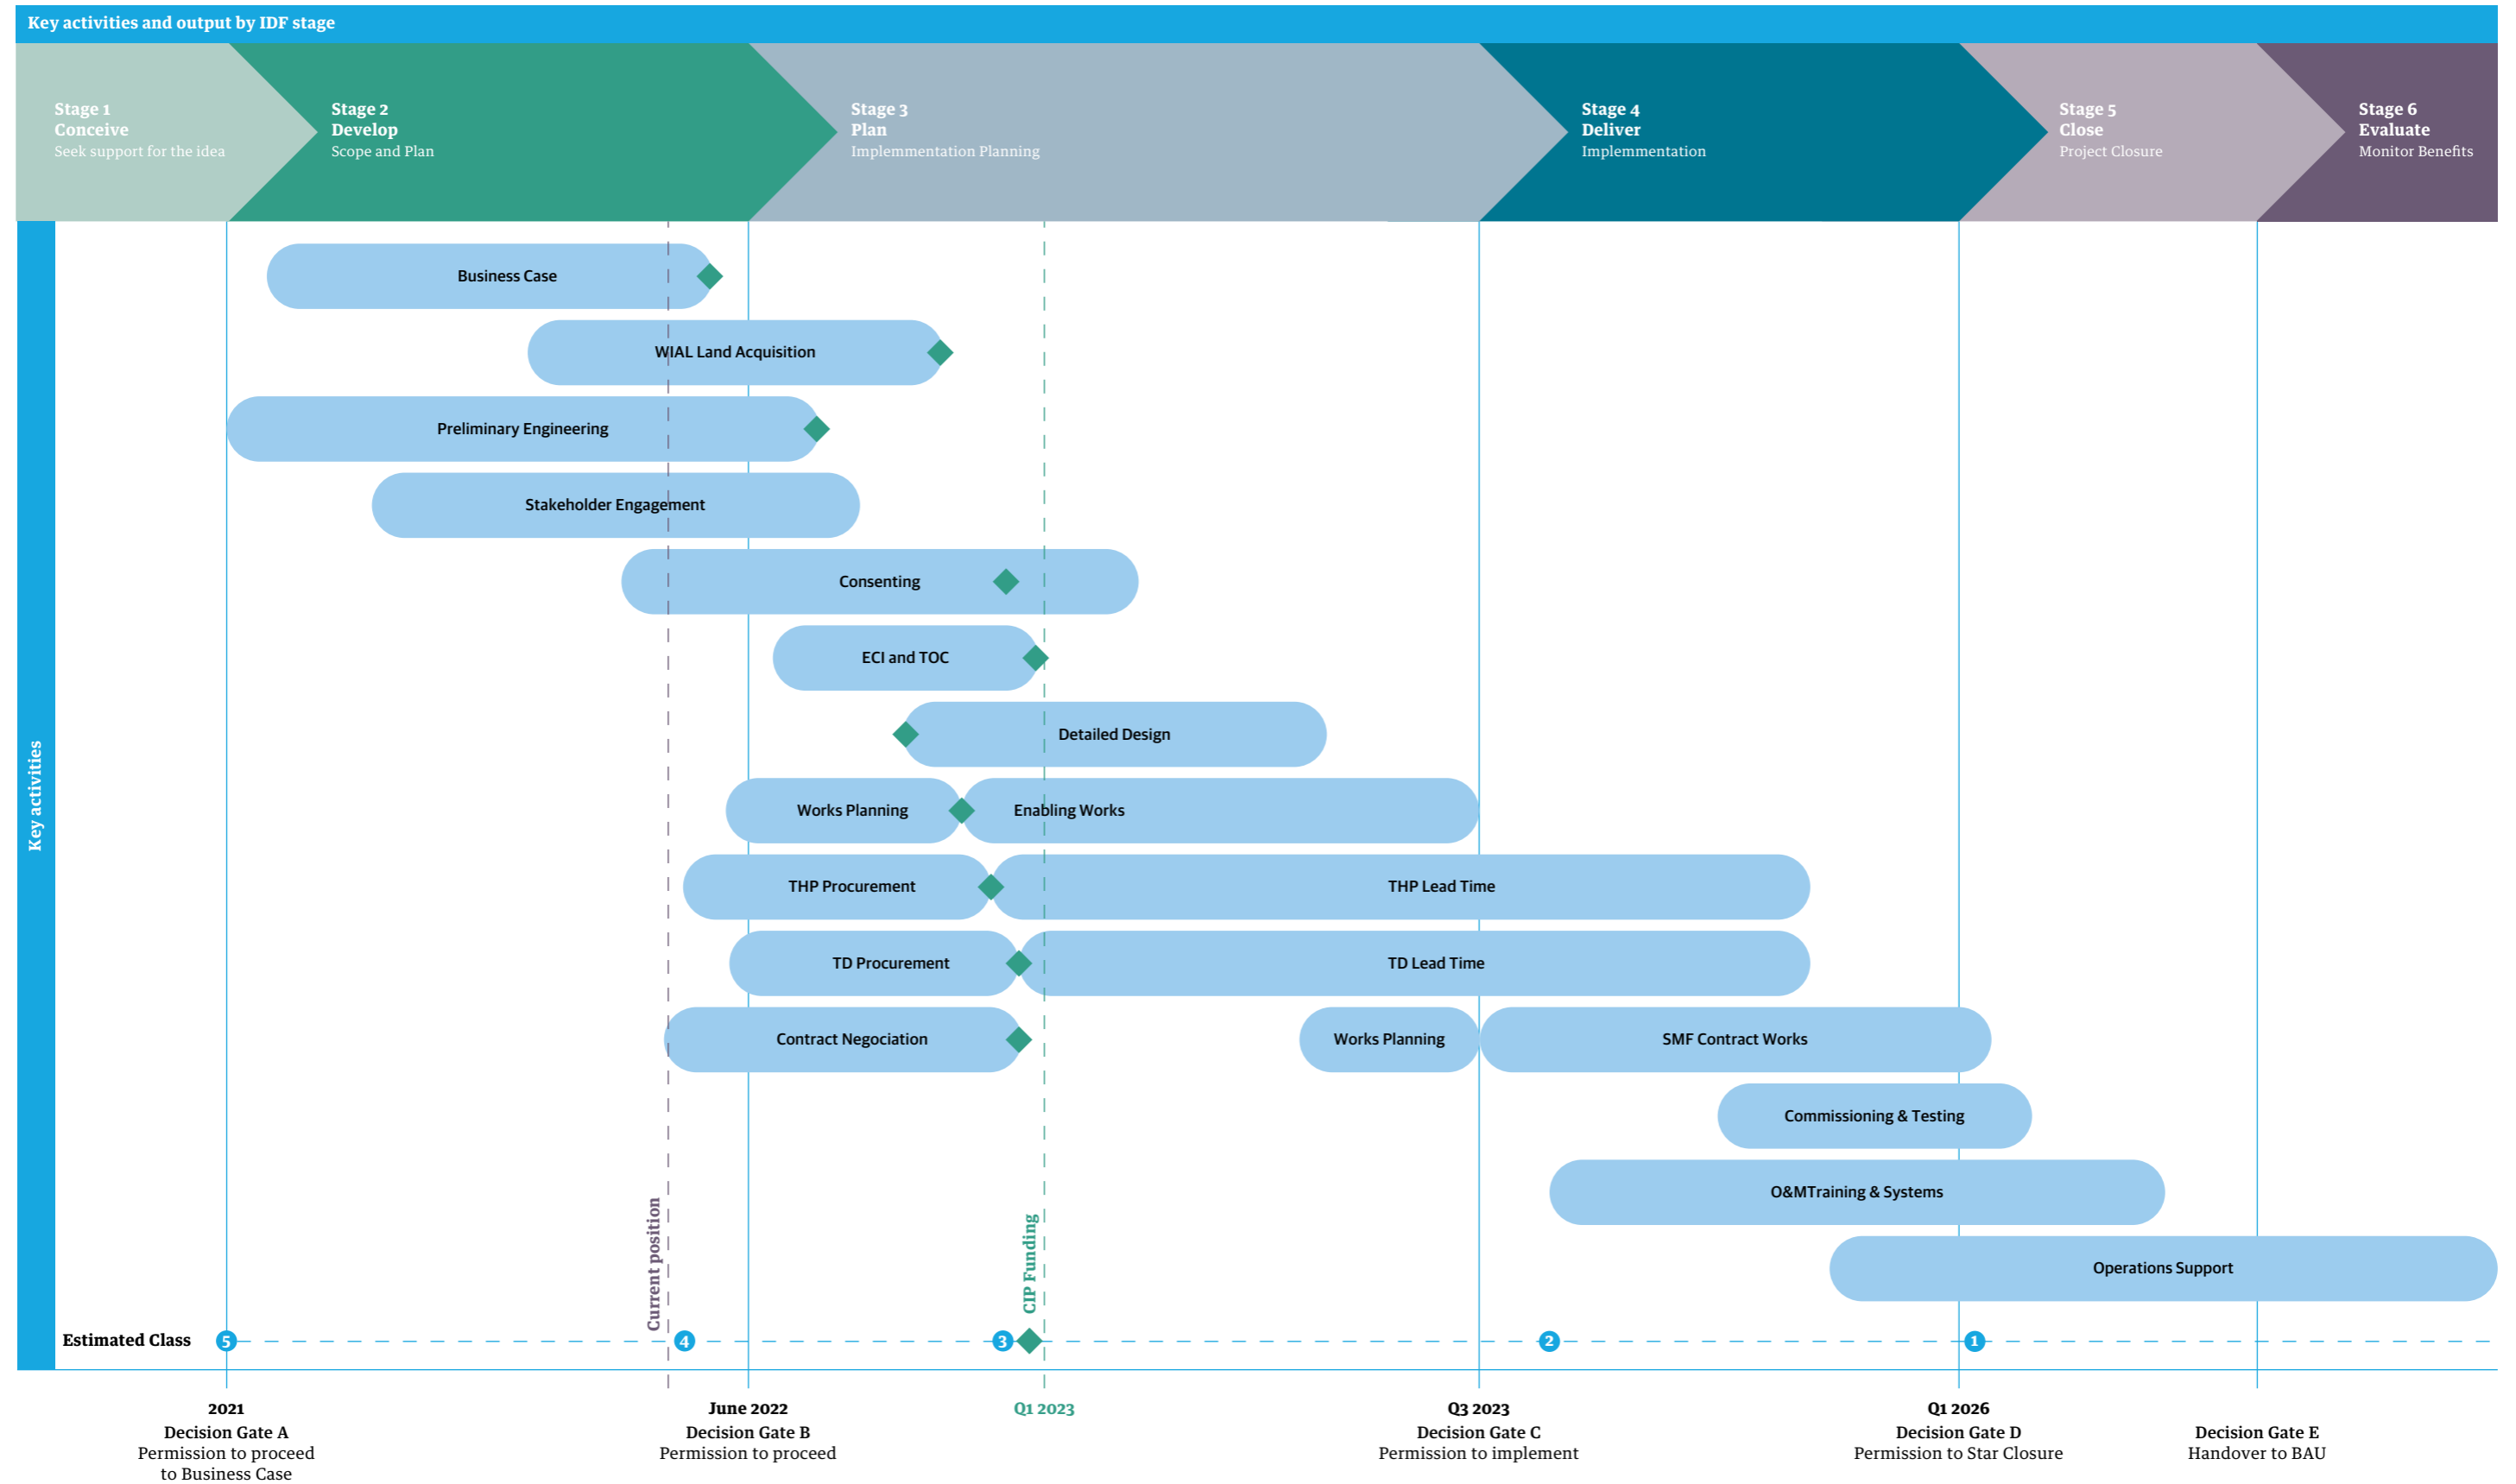 Key activities and output by IDF stage
Stage 1
Conceive
Seek support for the idea
Stage 2
Develop
Scope and Plan
Stage 3
Plan
Implemmentation Planning
Stage 4
Deliver
Implemmentation
Stage 5
Close
Project Closure
Stage 6
Evaluate
Monitor Benefits
Key activities
Business Case
WIAL Land Acquisition
Preliminary Engineering
Stakeholder Engagement
Consenting
ECI and TOC
Detailed Design
Works Planning
Enabling Works
THP Procurement
THP Lead Time
TD Procurement
TD Lead Time
Contract Negociation
Works Planning
SMF Contract Works
Commissioning & Testing
O&MTraining & Systems
Operations Support
Current position
CIP Funding
Estimated Class
5
4
3
2
1
2021
Decision Gate A
Permission to proceed
to Business Case
June 2022
Decision Gate B
Permission to proceed
Q1 2023
Q3 2023
Decision Gate C
Permission to implement
Q1 2026
Decision Gate D
Permission to Star Closure
Decision Gate E
Handover to BAU